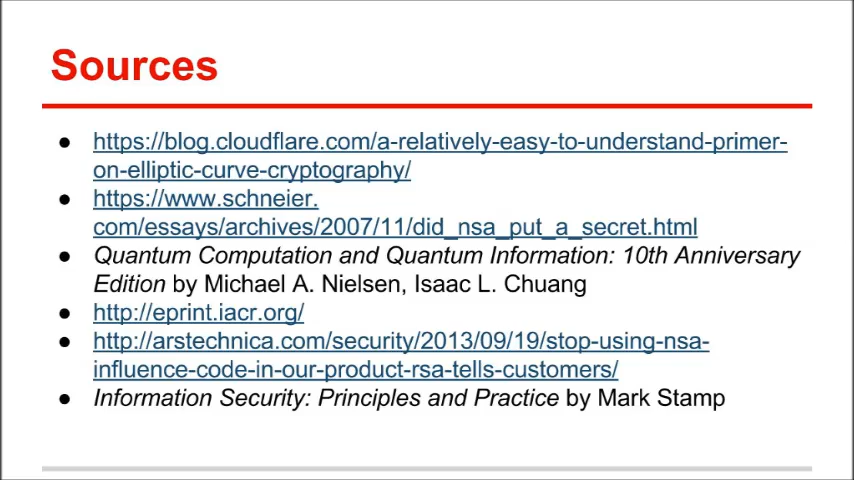 Sources
● https://blog.cloudflare.com/a-relatively-easy-to-understand-primer-
on-elliptic-curve-cryptography/
● https://www.schneier.
com/essays/archives/2007/11/did_nsa_put_a_secret.html
● Quantum Computation and Quantum Information: 10th Anniversary
Edition by Michael A. Nielsen, Isaac L. Chuang
● http://eprint.iacr.org/
● http://arstechnica.com/security/2013/09/19/stop-using-nsa-
influence-code-in-our-product-rsa-tells-customers/
● Information Security: Principles and Practice by Mark Stamp